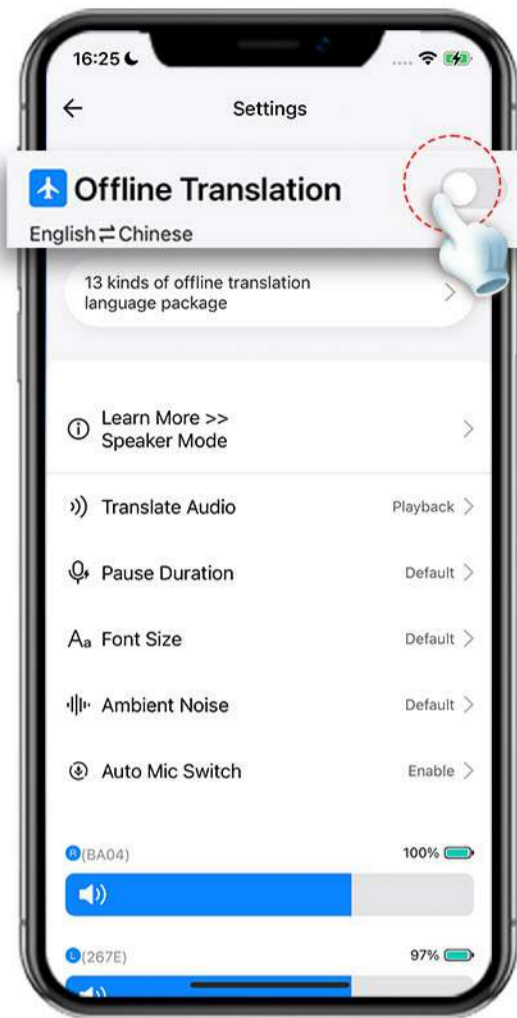 16:25
Settings
Offline Translation
English⇌Chinese
13 kinds of offline translation
language package
Learn More >>
Speaker Mode
Translate Audio Playback >
Pause Duration Default >
Aa Font Size Default >
Ambient Noise Default >
Auto Mic Switch Enable >
R(BA04) 100%
L(267E) 97%